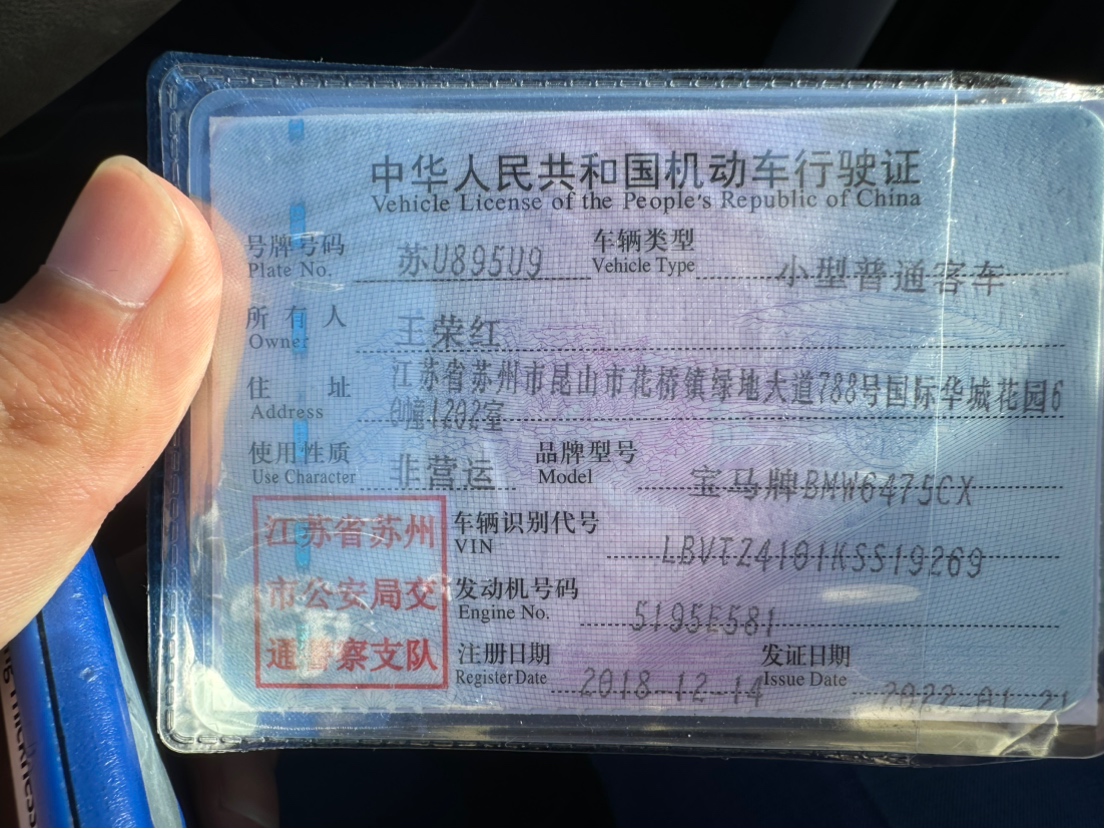 中华人民共和国机动车行驶证
Vehicle License of the People's Republic of China
号牌号码 苏U895U9 车辆类型 小型普通客车
Plate No. Vehicle Type
所有人 王荣红
Owner
住址 江苏省苏州市昆山市花桥镇绿地大道788号国际华城花园6
Address 0幢1202室
使用性质 非营运 品牌型号 宝马牌BMW6475CX
Use Character Model
江苏省苏州
市公安局交
通警察支队
车辆识别代号
VIN LBVTZ4101KSS19269
发动机号码
Engine No. 5195E581
注册日期 2018-12-14 发证日期
Register Date Issue Date